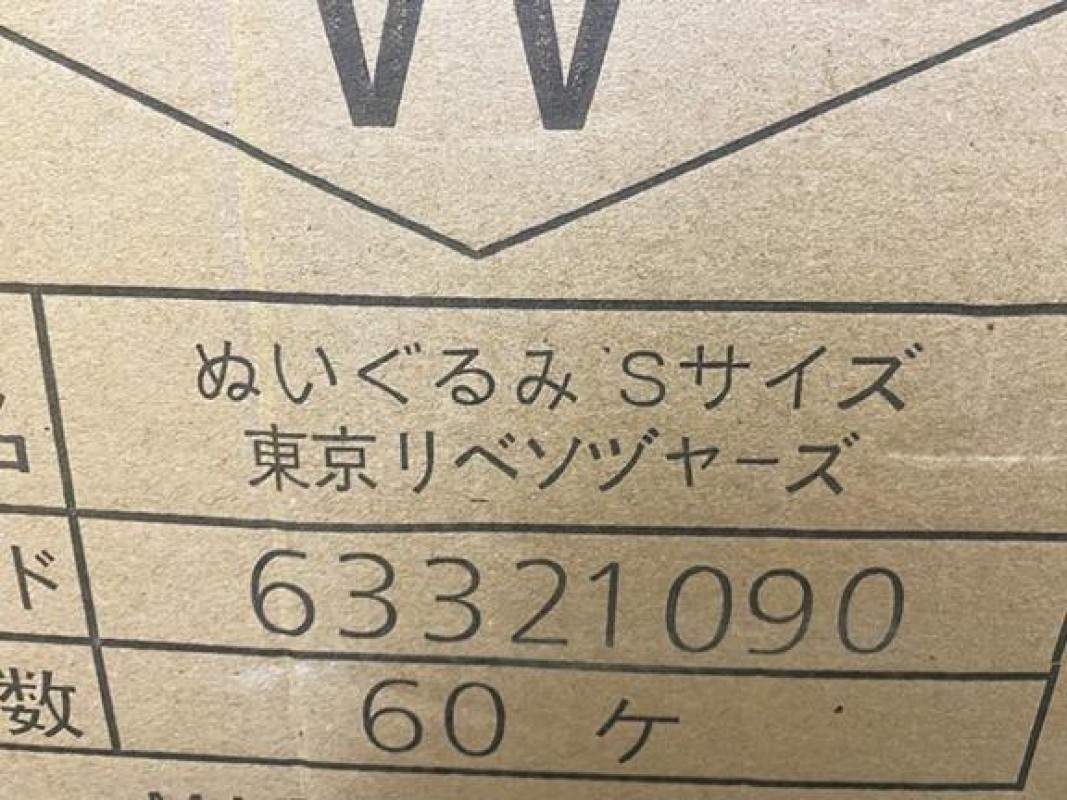 ぬいぐるみ Sサイズ
東京リベンヅャーズ
ド 63321090
数 60 ケ